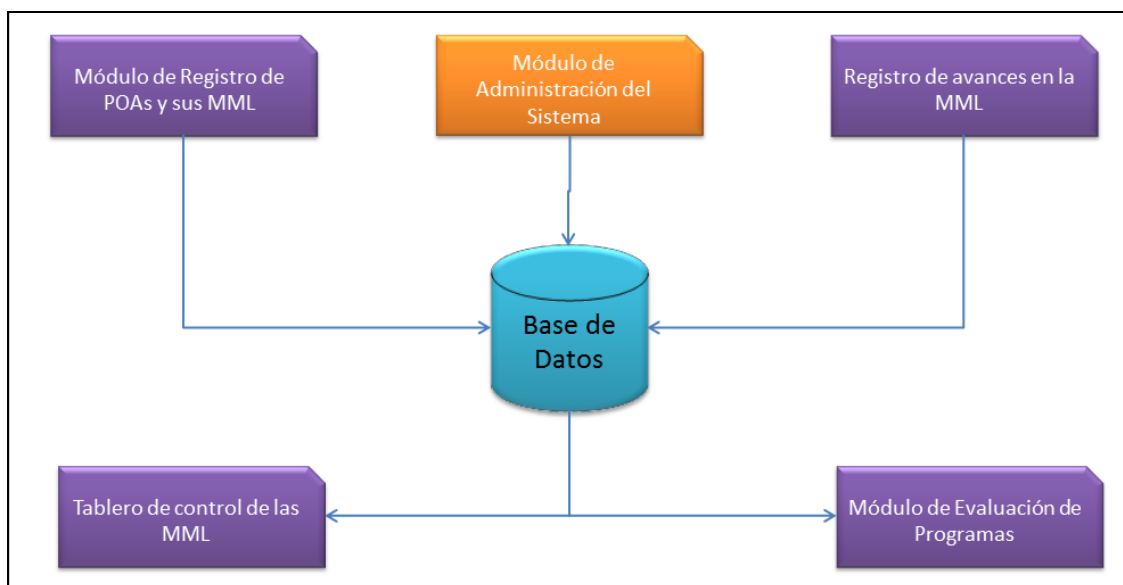 Módulo de Registro de
POAs y sus MML
Módulo de
Administración del
Sistema
Registro de avances en la
MML
Base de
Datos
Tablero de control de las
MML
Módulo de Evaluación de
Programas